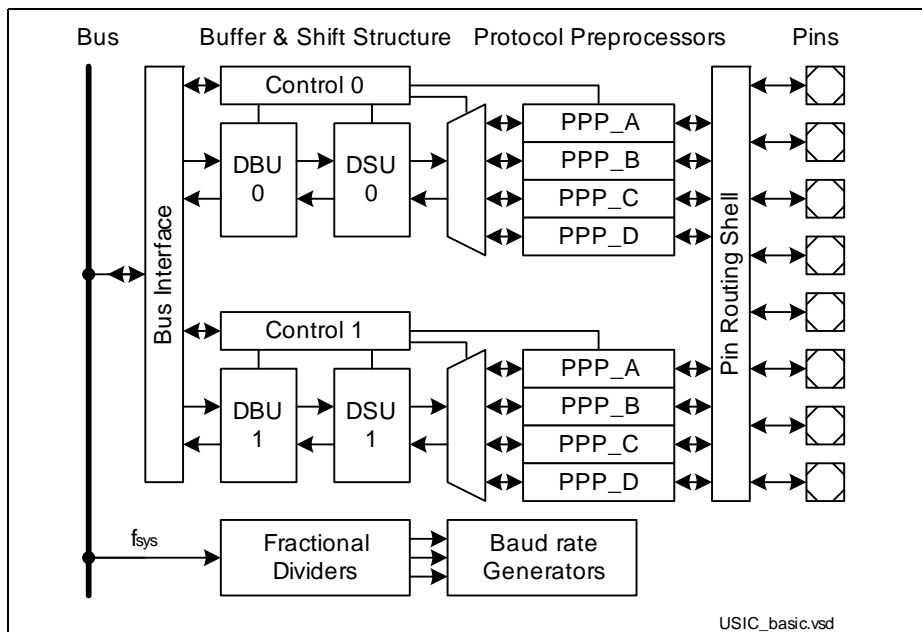 Bus
Buffer & Shift Structure
Protocol Preprocessors
Pins
Control 0
DBU
0
DSU
0
PPP_A
PPP_B
PPP_C
PPP_D
Bus Interface
Pin Routing Shell
Control 1
DBU
1
DSU
1
PPP_A
PPP_B
PPP_C
PPP_D
fsys
Fractional
Dividers
Baud rate
Generators
USIC_basic.vsd